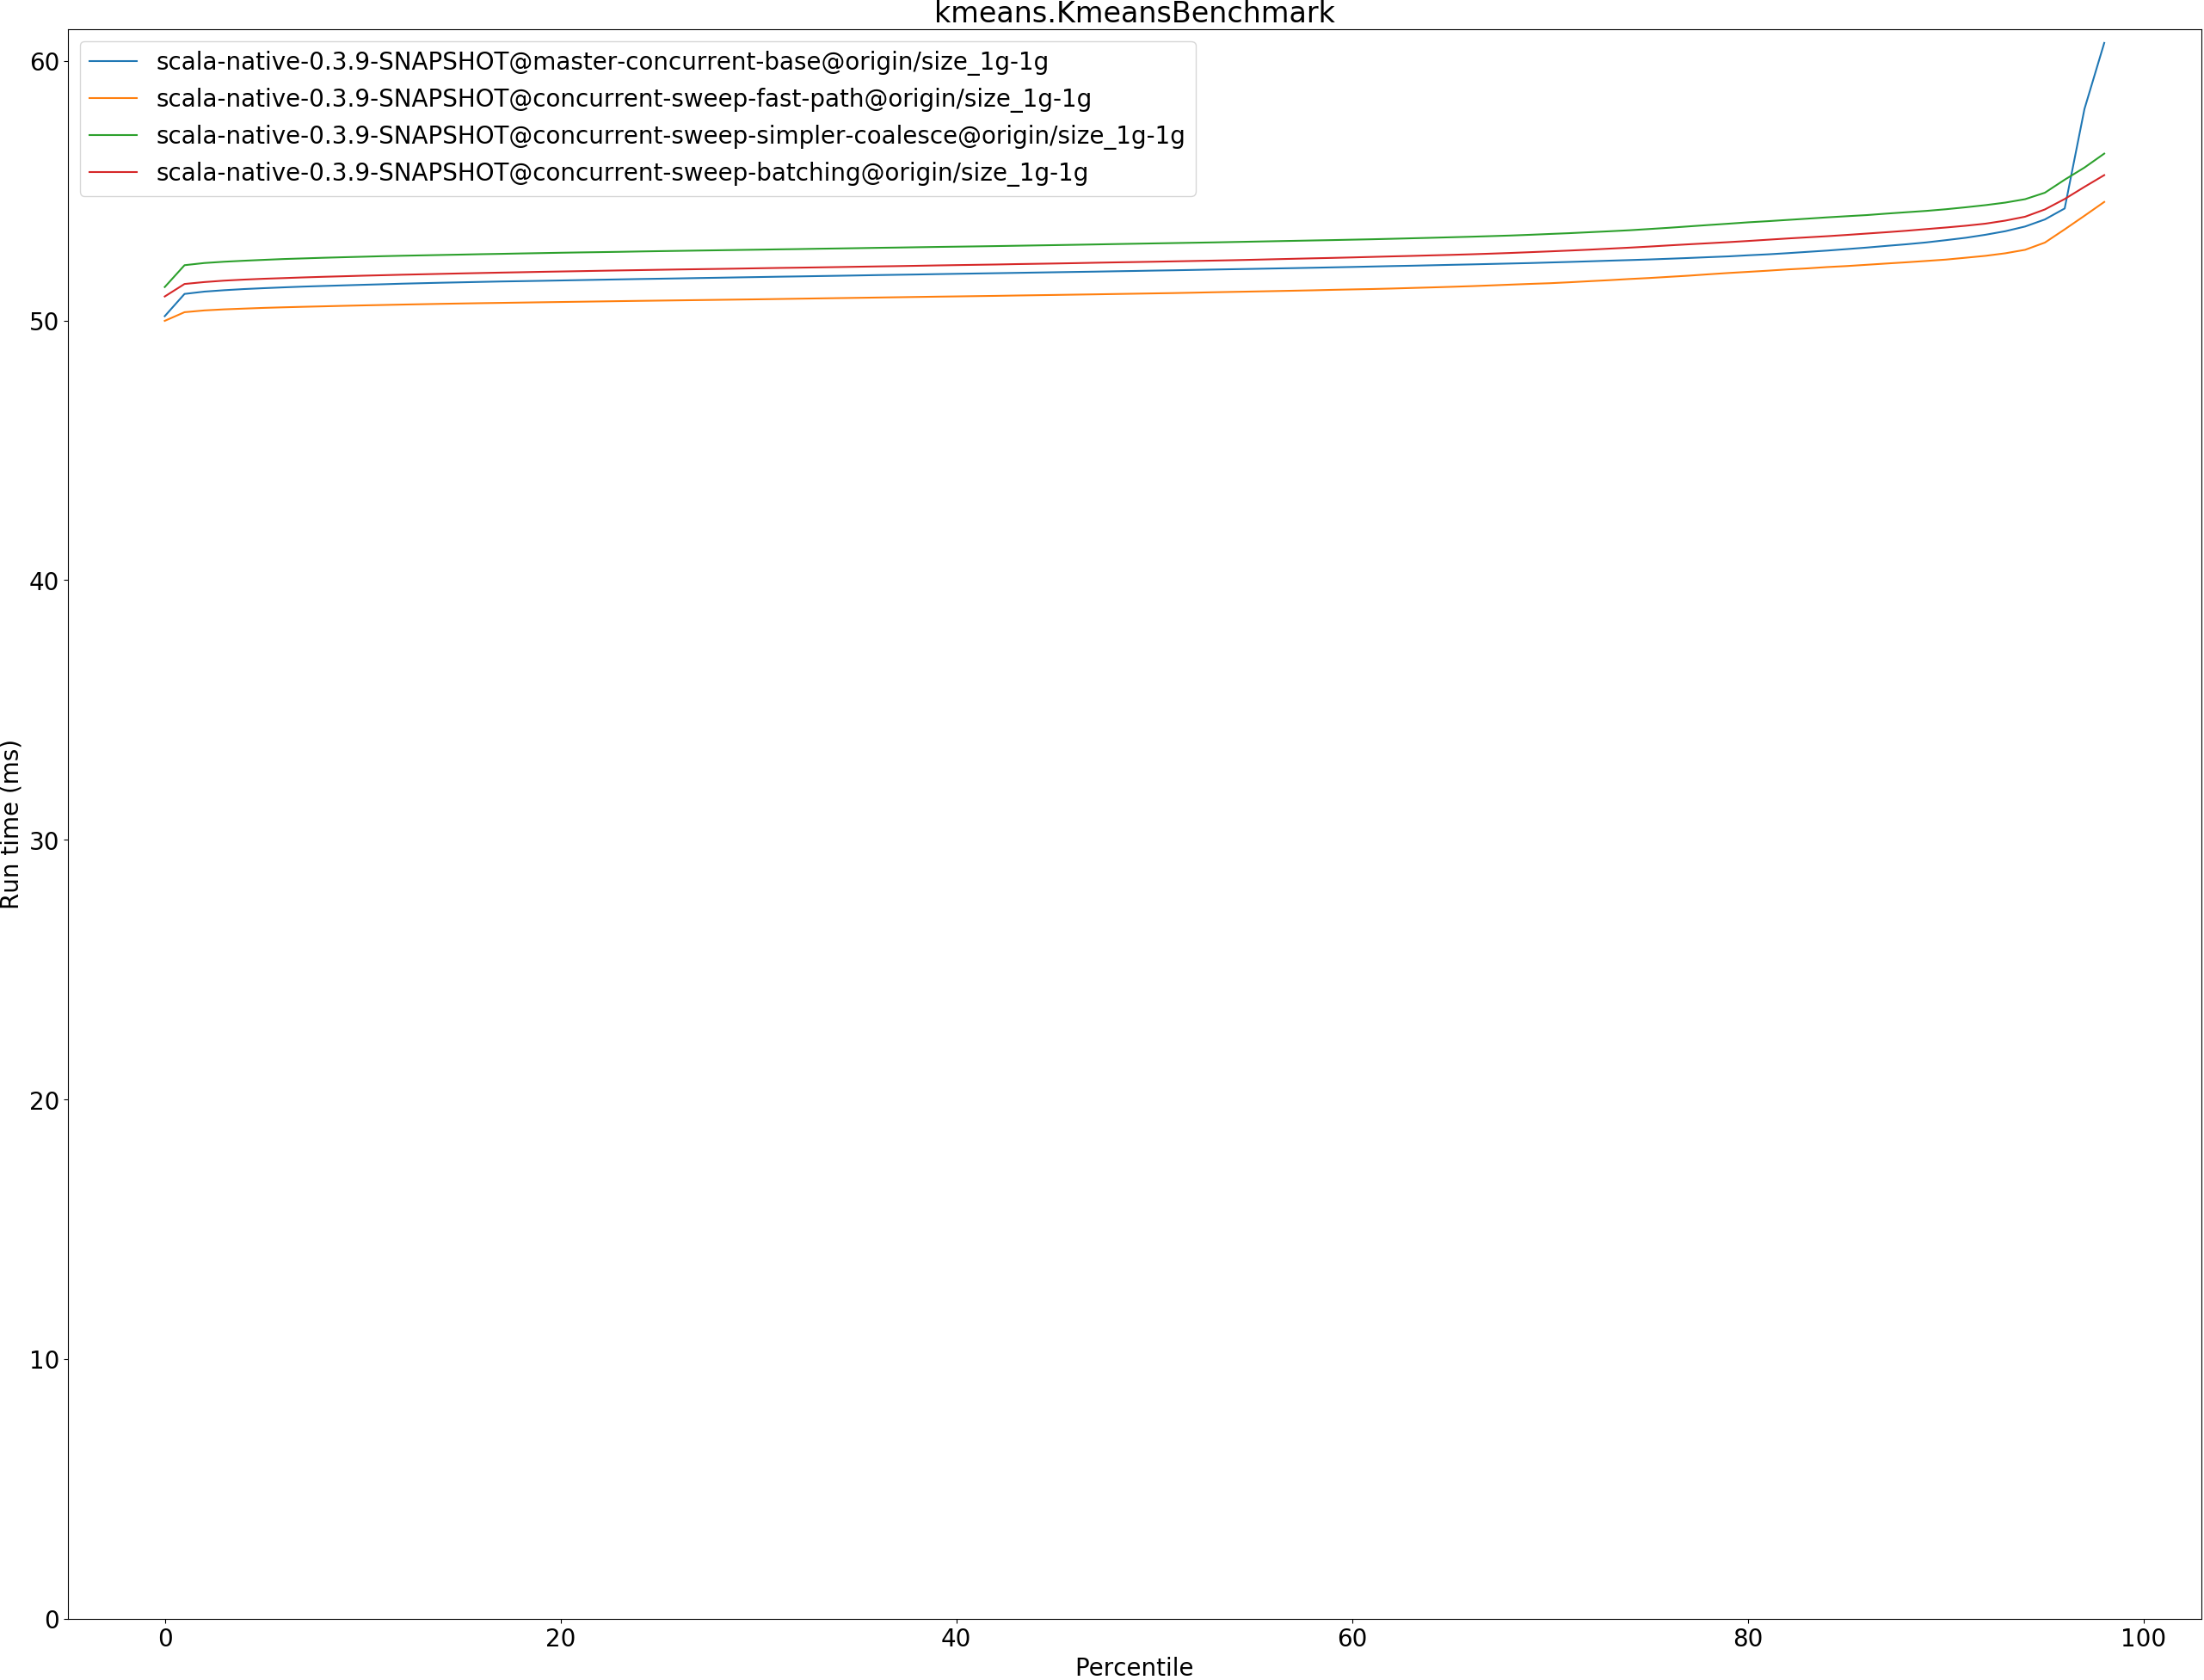 kmeans.KmeansBenchmark
scala-native-0.3.9-SNAPSHOT@master-concurrent-base@origin/size_1g-1g
scala-native-0.3.9-SNAPSHOT@concurrent-sweep-fast-path@origin/size_1g-1g
scala-native-0.3.9-SNAPSHOT@concurrent-sweep-simpler-coalesce@origin/size_1g-1g
scala-native-0.3.9-SNAPSHOT@concurrent-sweep-batching@origin/size_1g-1g
60
50
40
30
20
10
0
Run time (ms)
0 20 40 60 80 100
Percentile